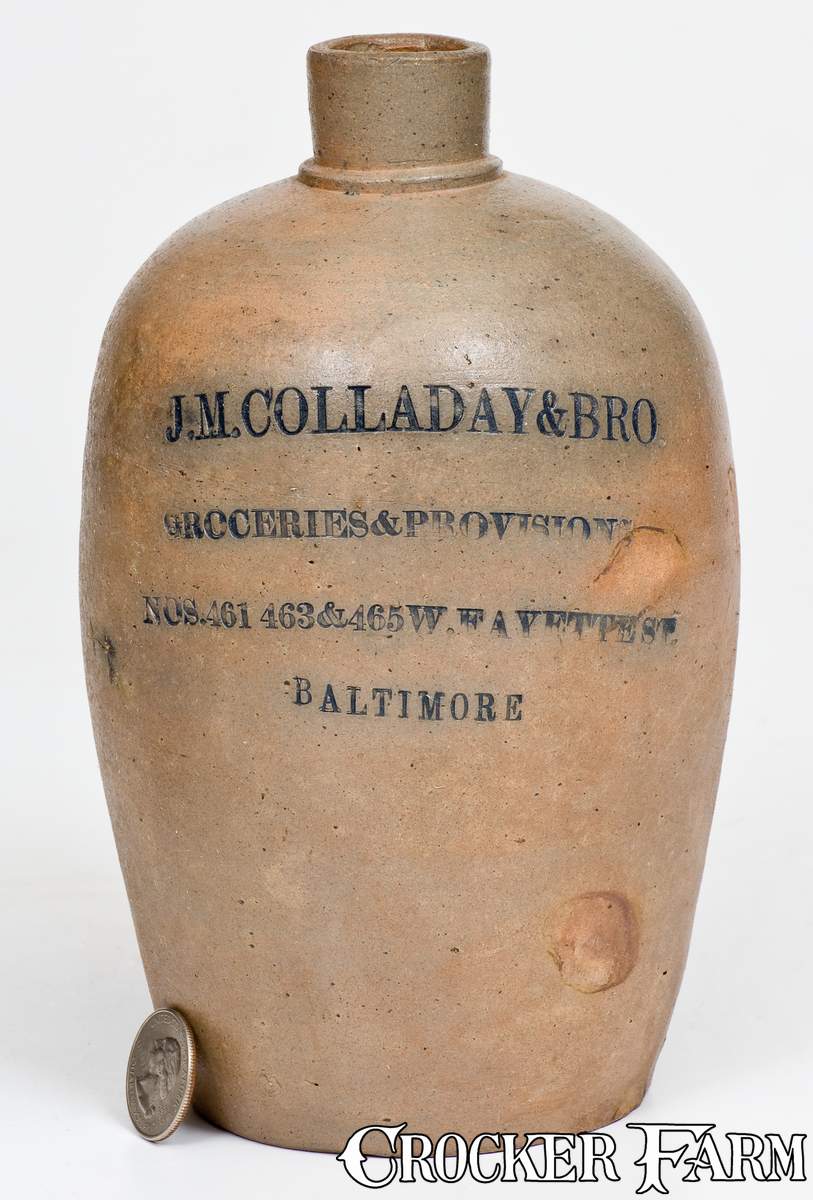 J.M.COLLADAY&BRO.
GROCERIES&PROVISIONS
NOS.461 463&465 W.FAYETTE ST.
BALTIMORE
CROCKER FARM